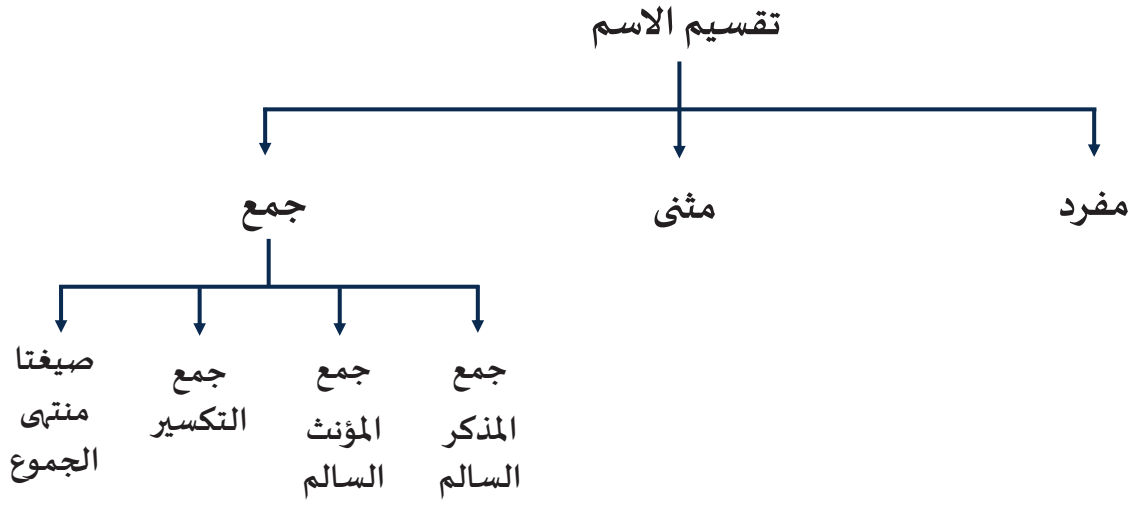 تقسيم الاسم
مفرد
مثنى
جمع
جمع
المذكر
السالم
جمع
المؤنث
السالم
جمع
التكسير
صيغتا
منتهى
الجموع